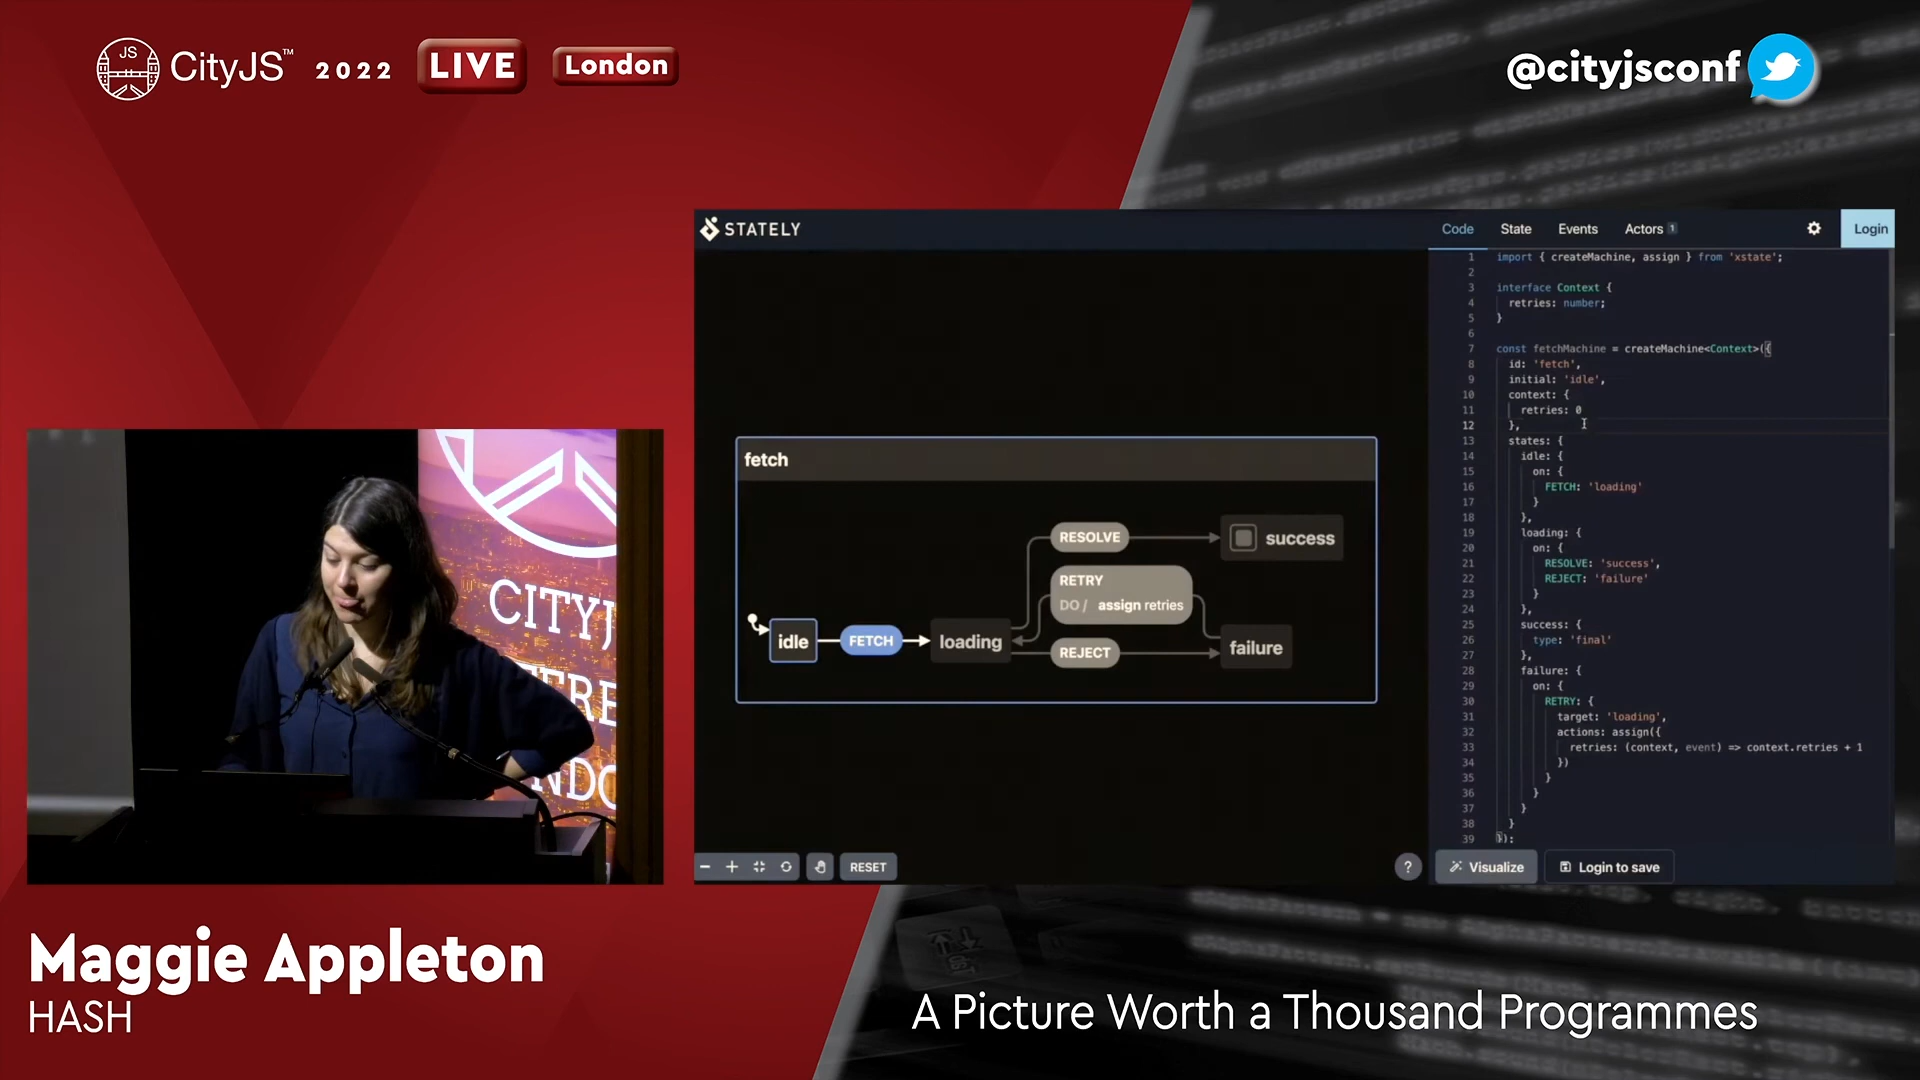 JS
CityJS™ 2022 LIVE London
@cityjsconf
STATELY
Code State Events Actors 1 Login
1 import { createMachine, assign } from 'xstate';
2
3 interface Context {
4 retries: number;
5 }
6
7 const fetchMachine = createMachine<Context>({
8 id: 'fetch',
9 initial: 'idle',
10 context: {
11 retries: 0
12 },
13 states: {
14 idle: {
15 on: {
16 FETCH: 'loading'
17 }
18 },
19 loading: {
20 on: {
21 RESOLVE: 'success',
22 REJECT: 'failure'
23 }
24 },
25 success: {
26 type: 'final'
27 },
28 failure: {
29 on: {
30 RETRY: {
31 target: 'loading',
32 actions: assign({
33 retries: (context, event) => context.retries + 1
34 })
35 }
36 }
37 }
38 }
39 });
fetch
RESOLVE
success
RETRY
DO / assign retries
idle
FETCH
loading
REJECT
failure
RESET
?
Visualize
Login to save
CITYJ
Maggie Appleton
HASH
A Picture Worth a Thousand Programmes